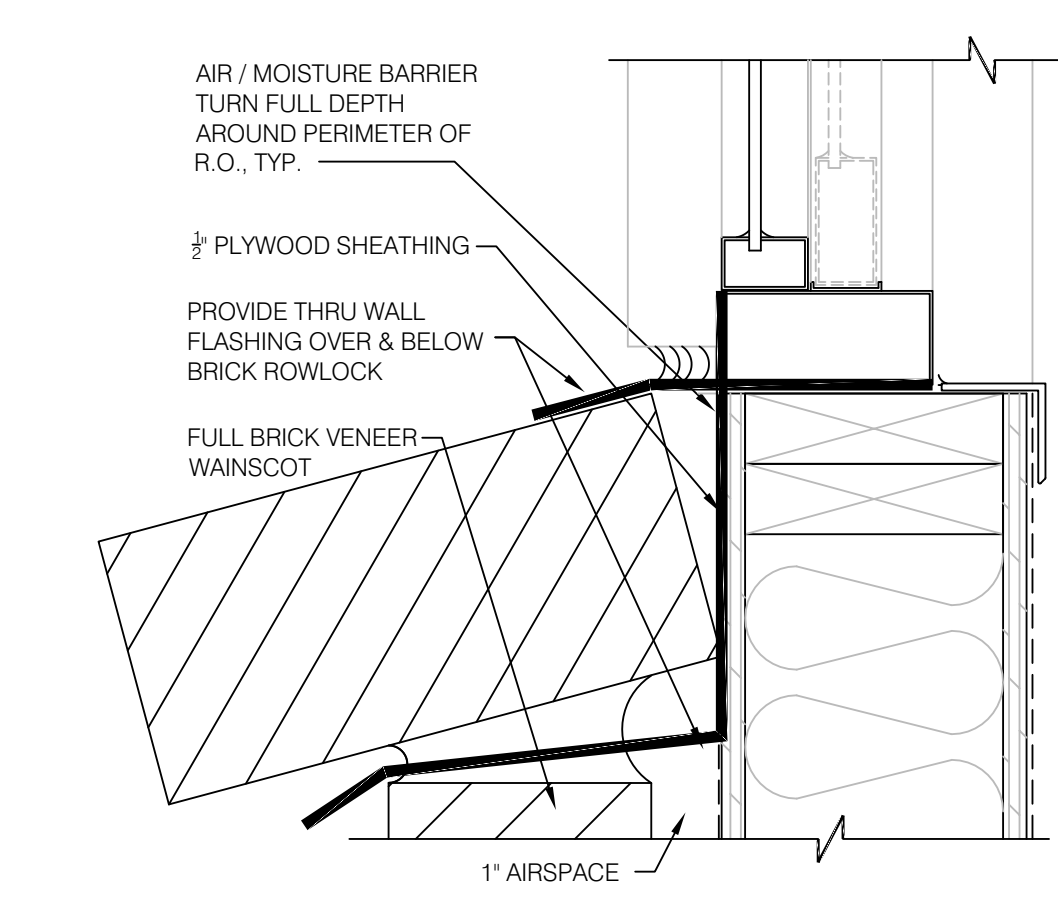 AIR / MOISTURE BARRIER
TURN FULL DEPTH
AROUND PERIMETER OF
R.O., TYP.
½" PLYWOOD SHEATHING
PROVIDE THRU WALL
FLASHING OVER & BELOW
BRICK ROWLOCK
FULL BRICK VENEER
WAINSCOT
1" AIRSPACE